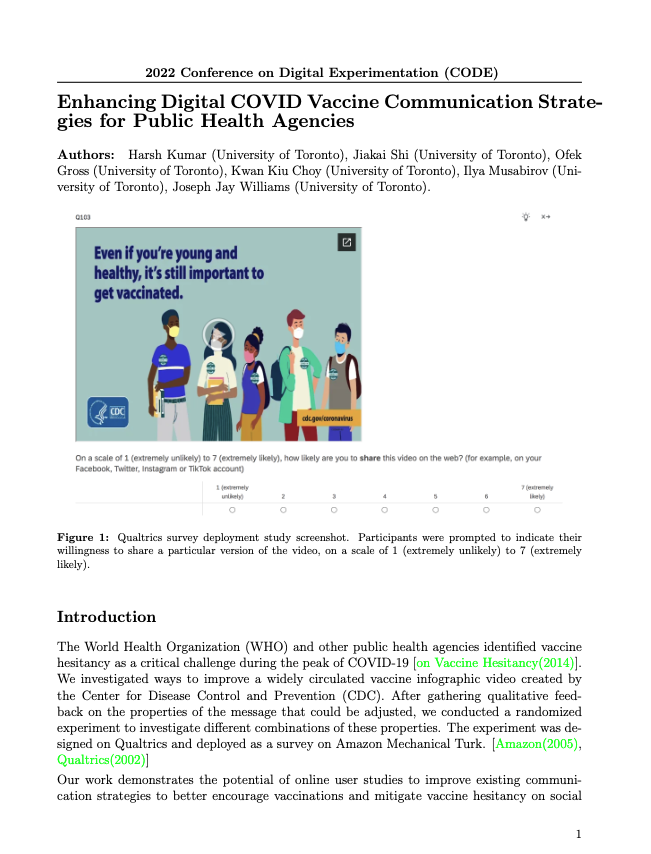 2022 Conference on Digital Experimentation (CODE)
Enhancing Digital COVID Vaccine Communication Strate-
gies for Public Health Agencies
Authors: Harsh Kumar (University of Toronto), Jiakai Shi (University of Toronto), Ofek
Gross (University of Toronto), Kwan Kiu Choy (University of Toronto), Ilya Musabirov (Uni-
versity of Toronto), Joseph Jay Williams (University of Toronto).
Q103
Even if you're young and
healthy, it's still important to
get vaccinated.
CDC
cdc.gov/coronavirus
On a scale of 1 (extremely unlikely) to 7 (extremely likely), how likely are you to share this video on the web? (for example, on your
Facebook, Twitter, Instagram or TikTok account)
1 (extremely
unlikely)
2
3
4
5
6
7 (extremely
likely)
Figure 1: Qualtrics survey deployment study screenshot. Participants were prompted to indicate their
willingness to share a particular version of the video, on a scale of 1 (extremely unlikely) to 7 (extremely
likely).
Introduction
The World Health Organization (WHO) and other public health agencies identified vaccine
hesitancy as a critical challenge during the peak of COVID-19 [on Vaccine Hesitancy(2014)].
We investigated ways to improve a widely circulated vaccine infographic video created by
the Center for Disease Control and Prevention (CDC). After gathering qualitative feed-
back on the properties of the message that could be adjusted, we conducted a randomized
experiment to investigate different combinations of these properties. The experiment was de-
signed on Qualtrics and deployed as a survey on Amazon Mechanical Turk. [Amazon(2005),
Qualtrics(2002)]
Our work demonstrates the potential of online user studies to improve existing communi-
cation strategies to better encourage vaccinations and mitigate vaccine hesitancy on social
1